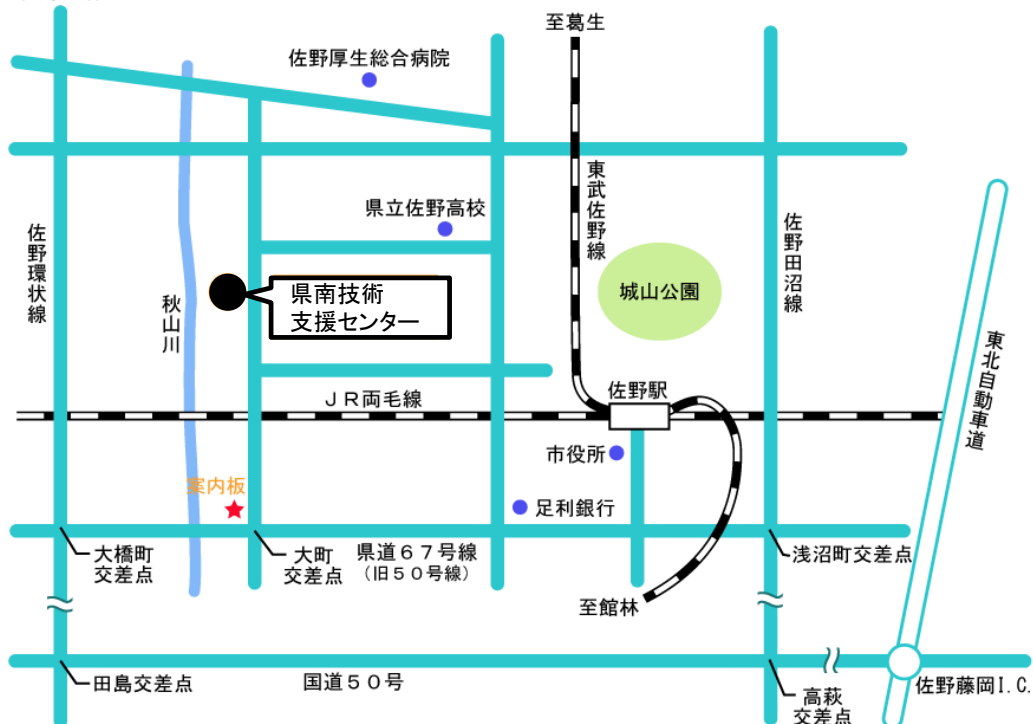 至葛生
佐野厚生総合病院
東武佐野線
県立佐野高校
佐野環状線
佐野田沼線
城山公園
県南技術
支援センター
秋山川
東北自動車道
佐野駅
ＪＲ両毛線
市役所
案内板
足利銀行
大橋町
交差点
大町
交差点
県道６７号線
（旧５０号線）
浅沼町交差点
至館林
田島交差点
国道５０号
高萩
交差点
佐野藤岡I.C.